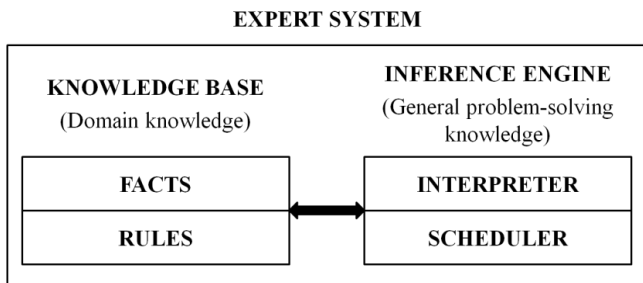 EXPERT SYSTEM
KNOWLEDGE BASE
(Domain knowledge)
FACTS
RULES
INFERENCE ENGINE
(General problem-solving
knowledge)
INTERPRETER
SCHEDULER